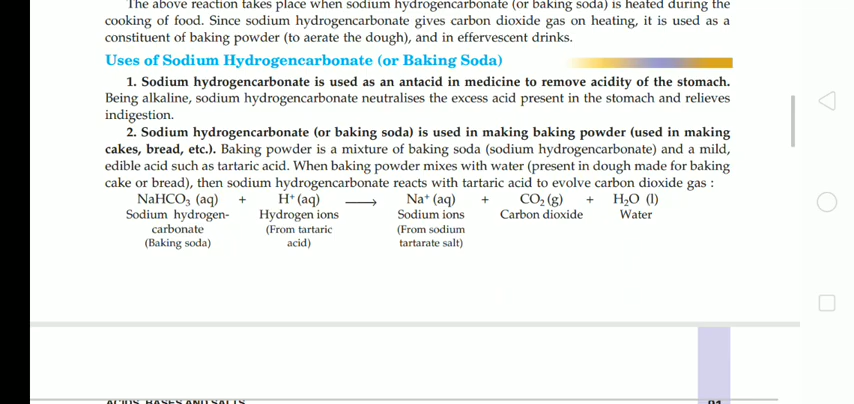 The above reaction takes place when sodium hydrogencarbonate (or baking soda) is heated during the
cooking of food. Since sodium hydrogencarbonate gives carbon dioxide gas on heating, it is used as a
constituent of baking powder (to aerate the dough), and in effervescent drinks.
Uses of Sodium Hydrogencarbonate (or Baking Soda)
1. Sodium hydrogencarbonate is used as an antacid in medicine to remove acidity of the stomach.
Being alkaline, sodium hydrogencarbonate neutralises the excess acid present in the stomach and relieves
indigestion.
2. Sodium hydrogencarbonate (or baking soda) is used in making baking powder (used in making
cakes, bread, etc.). Baking powder is a mixture of baking soda (sodium hydrogencarbonate) and a mild,
edible acid such as tartaric acid. When baking powder mixes with water (present in dough made for baking
cake or bread), then sodium hydrogencarbonate reacts with tartaric acid to evolve carbon dioxide gas :
NaHCO₃ (aq) + H⁺ (aq) ⟶ Na⁺ (aq) + CO₂ (g) + H₂O (l)
Sodium hydrogen- Hydrogen ions Sodium ions Carbon dioxide Water
carbonate (From tartaric (From sodium
(Baking soda) acid) tartarate salt)
ACIDS, BASES AND SALTS